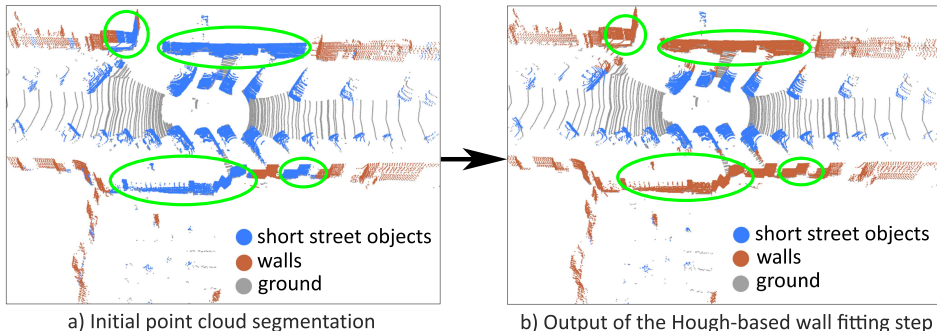 short street objects
walls
ground
short street objects
walls
ground
a) Initial point cloud segmentation
b) Output of the Hough-based wall fitting step